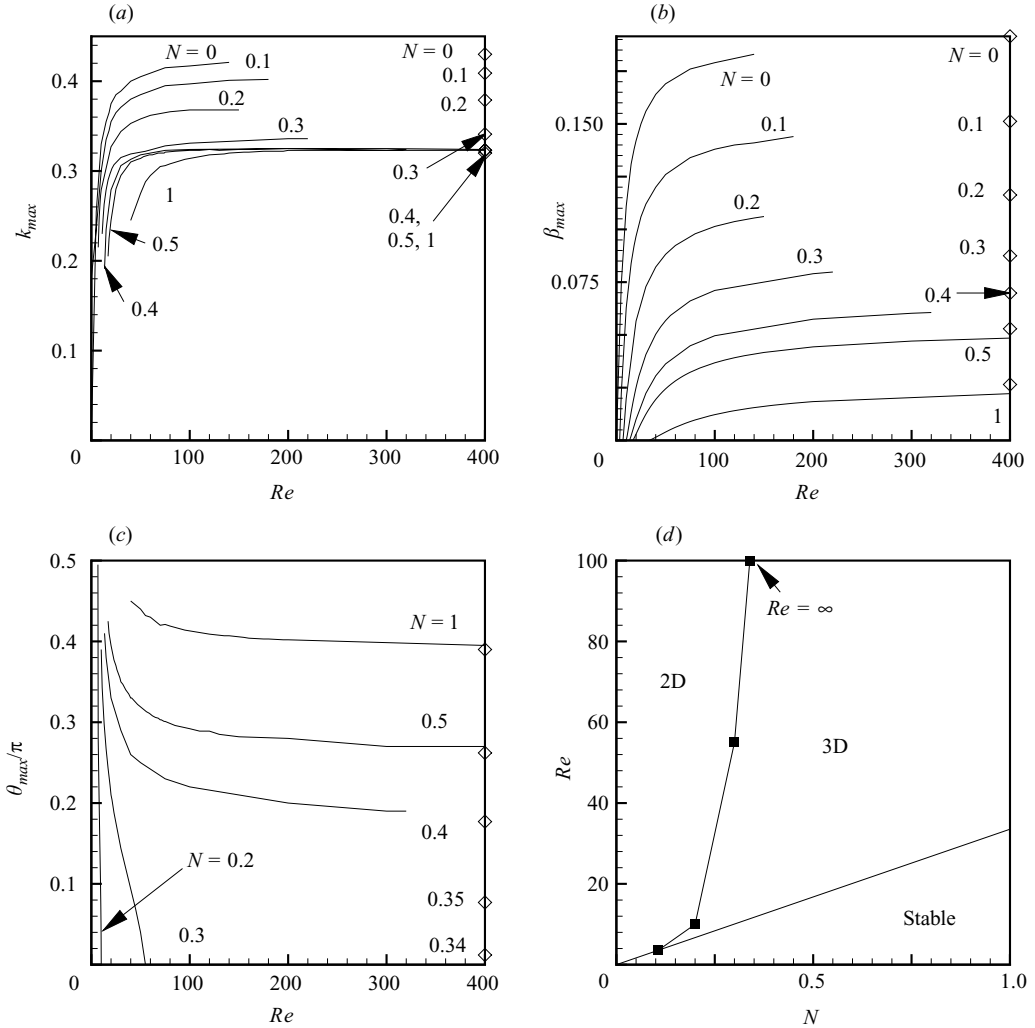 (a)
N = 0
0.1
0.2
0.3
1
0.5
0.4
N = 0
0.1
0.2
0.3
0.4,
0.5, 1
0.4
0.3
0.2
0.1
k_max
0
100
200
300
400
Re
(b)
N = 0
0.1
0.2
0.3
0.4
0.5
1
N = 0
0.1
0.2
0.3
0.150
0.075
β_max
0
100
200
300
400
Re
(c)
N = 1
0.5
0.4
0.35
0.34
N = 0.2
0.3
0.5
0.4
0.3
0.2
0.1
θ_max/π
0
100
200
300
400
Re
(d)
Re = ∞
2D
3D
Stable
100
80
60
40
20
Re
0
0.5
1.0
N